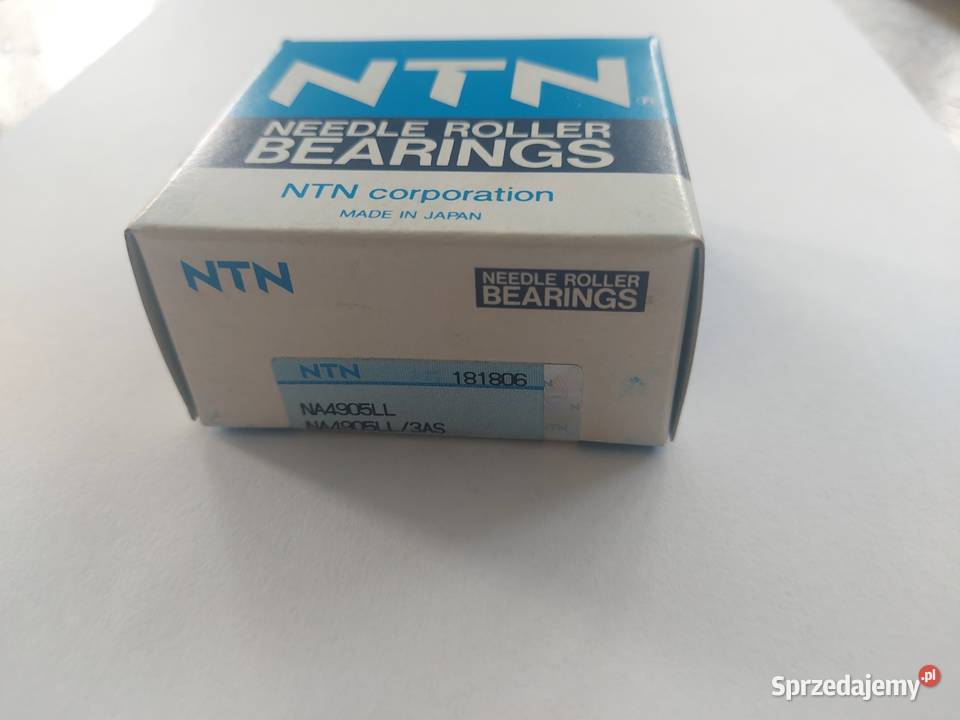 NTN
NEEDLE ROLLER
BEARINGS
NTN corporation
MADE IN JAPAN
NTN
NEEDLE ROLLER
BEARINGS
NTN 181806
NA4905LL
NA4905LL/3AS
Sprzedajemy.pl